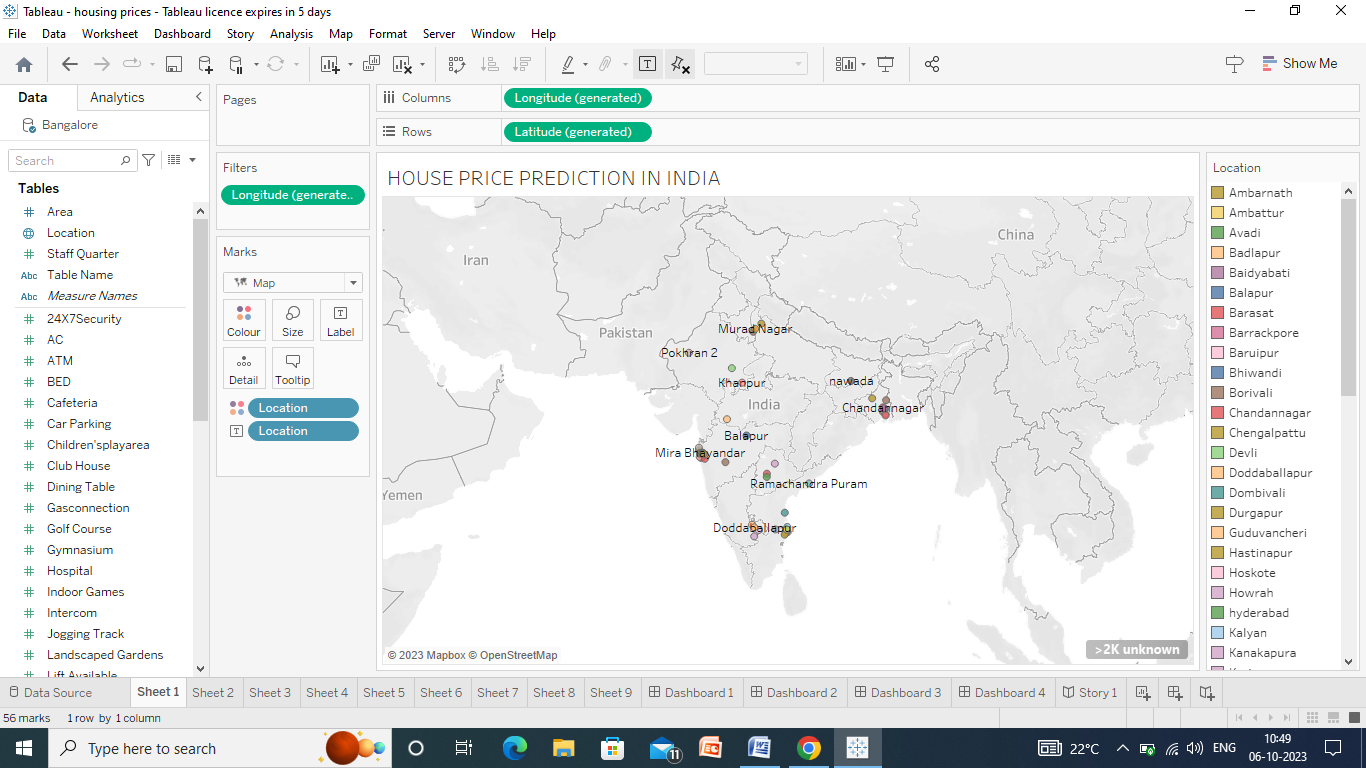 Tableau - housing prices - Tableau licence expires in 5 days
File Data Worksheet Dashboard Story Analysis Map Format Server Window Help
Show Me
Data Analytics
Bangalore
Search
Tables
Area
Location
Staff Quarter
Abc Table Name
Abc Measure Names
24X7Security
AC
ATM
BED
Cafeteria
Car Parking
Children'splayarea
Club House
Dining Table
Gasconnection
Golf Course
Gymnasium
Hospital
Indoor Games
Intercom
Jogging Track
Landscaped Gardens
Lift Available
Pages
Filters
Longitude (generate..
Marks
Map
Colour Size Label
Detail Tooltip
Location
Location
Columns Longitude (generated)
Rows Latitude (generated)
HOUSE PRICE PREDICTION IN INDIA
China
Iran
Pakistan
Murad Nagar
Pokhran 2
Khanpur
nawada
India
Chandannagar
Balapur
Mira Bhayandar
Ramachandra Puram
Yemen
Doddaballapur
© 2023 Mapbox © OpenStreetMap
>2K unknown
Location
Ambarnath
Ambattur
Avadi
Badlapur
Baidyabati
Balapur
Barasat
Barrackpore
Baruipur
Bhiwandi
Borivali
Chandannagar
Chengalpattu
Devli
Doddaballapur
Dombivali
Durgapur
Guduvancheri
Hastinapur
Hoskote
Howrah
hyderabad
Kalyan
Kanakapura
Data Source Sheet 1 Sheet 2 Sheet 3 Sheet 4 Sheet 5 Sheet 6 Sheet 7 Sheet 8 Sheet 9 Dashboard 1 Dashboard 2 Dashboard 3 Dashboard 4 Story 1
56 marks 1 row by 1 column
Type here to search
11
22°C
ENG
10:49
06-10-2023